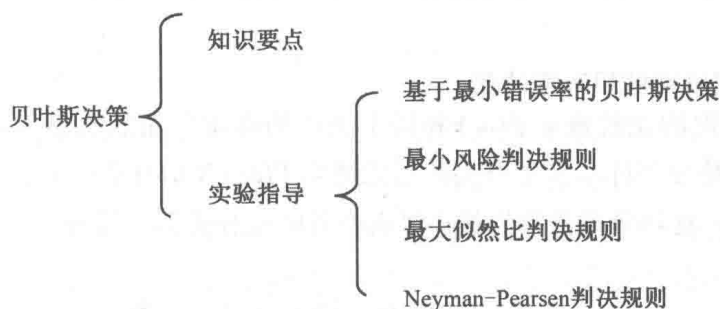 知识要点
贝叶斯决策
基于最小错误率的贝叶斯决策
最小风险判决规则
实验指导
最大似然比判决规则
Neyman-Pearsen判决规则